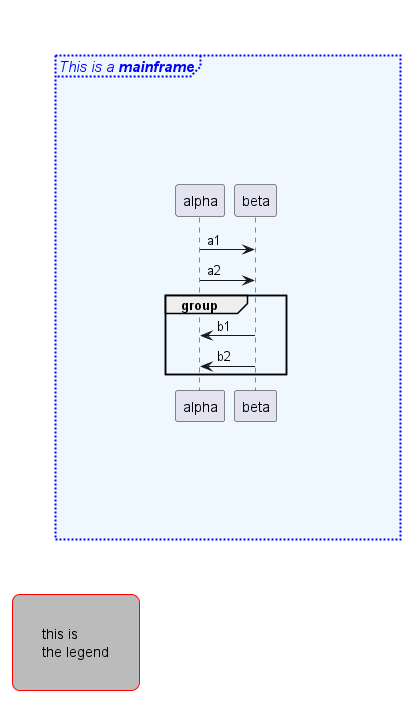 This is a mainframe
alpha beta
a1
a2
group
b1
b2
alpha beta
this is
the legend